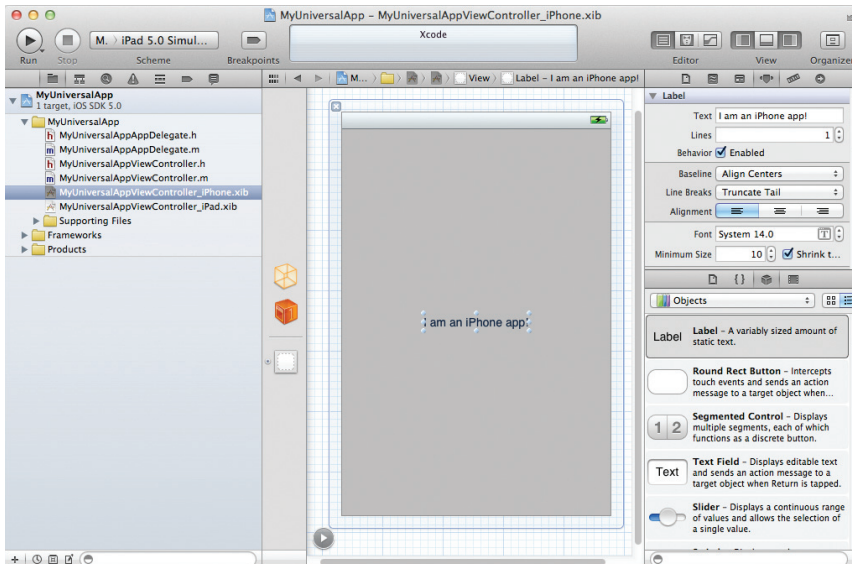 MyUniversalApp – MyUniversalAppViewController_iPhone.xib
M. iPad 5.0 Simul...
Xcode
Run Stop Scheme Breakpoints Editor View Organizer
M... View Label – I am an iPhone app!
MyUniversalApp
1 target, iOS SDK 5.0
MyUniversalApp
h MyUniversalAppAppDelegate.h
m MyUniversalAppAppDelegate.m
h MyUniversalAppViewController.h
m MyUniversalAppViewController.m
MyUniversalAppViewController_iPhone.xib
MyUniversalAppViewController_iPad.xib
Supporting Files
Frameworks
Products
I am an iPhone app!
Label
Text I am an iPhone app!
Lines 1
Behavior Enabled
Baseline Align Centers
Line Breaks Truncate Tail
Alignment
Font System 14.0 T
Minimum Size 10 Shrink t...
{}
Objects
Label Label – A variably sized amount of
static text.
Round Rect Button – Intercepts
touch events and sends an action
message to a target object when...
1 2 Segmented Control – Displays
multiple segments, each of which
functions as a discrete button.
Text Text Field – Displays editable text
and sends an action message to a
target object when Return is tapped.
Slider – Displays a continuous range
of values and allows the selection of
a single value.